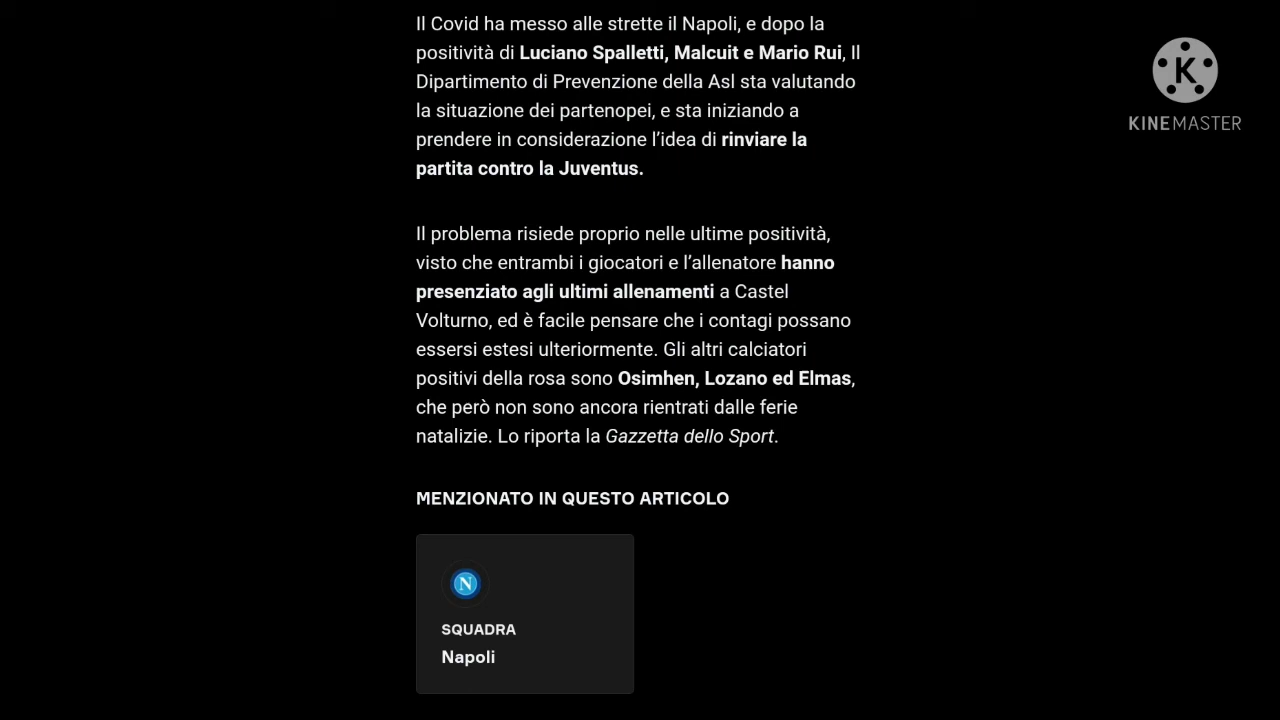 Il Covid ha messo alle strette il Napoli, e dopo la
positività di Luciano Spalletti, Malcuit e Mario Rui, Il
Dipartimento di Prevenzione della Asl sta valutando
la situazione dei partenopei, e sta iniziando a
prendere in considerazione l’idea di rinviare la
partita contro la Juventus.
Il problema risiede proprio nelle ultime positività,
visto che entrambi i giocatori e l’allenatore hanno
presenziato agli ultimi allenamenti a Castel
Volturno, ed è facile pensare che i contagi possano
essersi estesi ulteriormente. Gli altri calciatori
positivi della rosa sono Osimhen, Lozano ed Elmas,
che però non sono ancora rientrati dalle ferie
natalizie. Lo riporta la Gazzetta dello Sport.
MENZIONATO IN QUESTO ARTICOLO
N
SQUADRA
Napoli
K
KINEMASTER